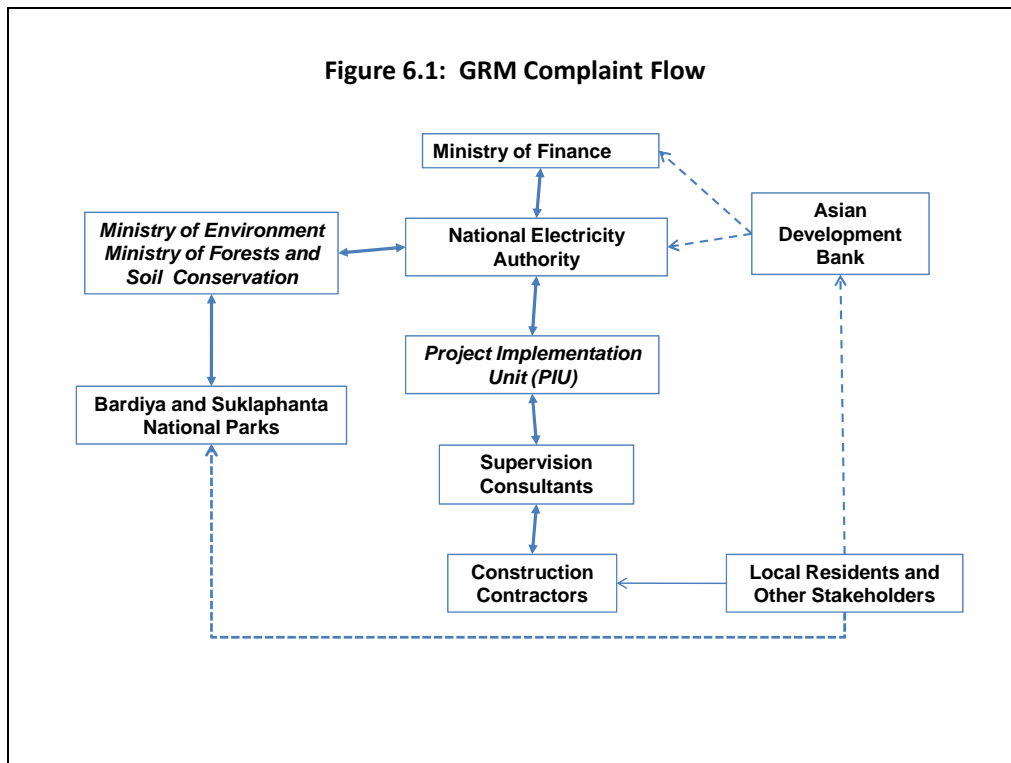 Figure 6.1: GRM Complaint Flow
Ministry of Finance
Asian
Development
Bank
Ministry of Environment
Ministry of Forests and
Soil Conservation
National Electricity
Authority
Project Implementation
Unit (PIU)
Bardiya and Suklaphanta
National Parks
Supervision
Consultants
Construction
Contractors
Local Residents and
Other Stakeholders